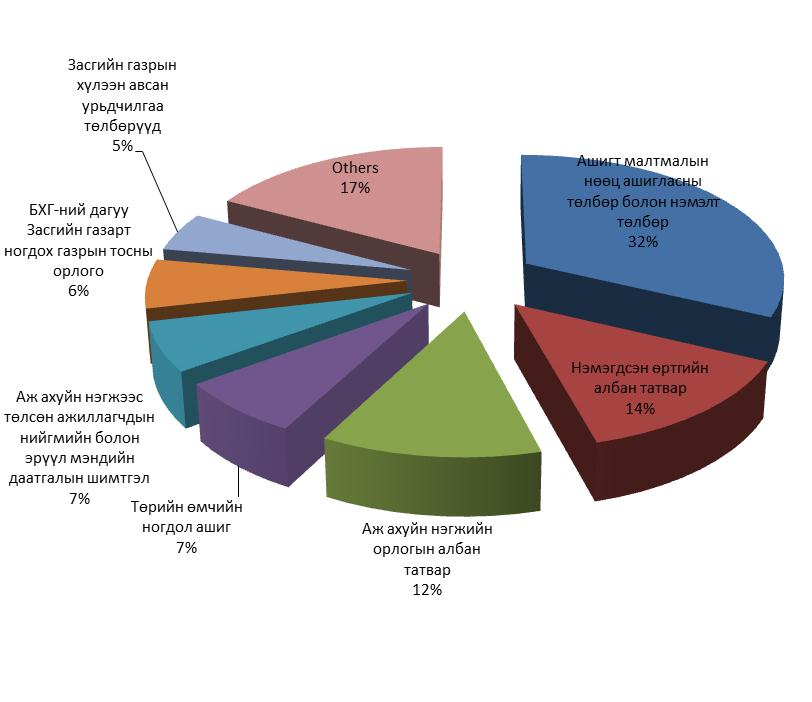 Засгийн газрын
хүлээн авсан
урьдчилгаа
төлбөрүүд
5%
Others
17%
Ашигт малтмалын
нөөц ашигласны
төлбөр болон нэмэлт
төлбөр
32%
БХГ-ний дагуу
Засгийн газарт
ногдох газрын тосны
орлого
6%
Нэмэгдсэн өртгийн
албан татвар
14%
Аж ахуйн нэгжээс
төлсөн ажиллагчдын
нийгмийн болон
эрүүл мэндийн
даатгалын шимтгэл
7%
Төрийн өмчийн
ногдол ашиг
7%
Аж ахуйн нэгжийн
орлогын албан
татвар
12%